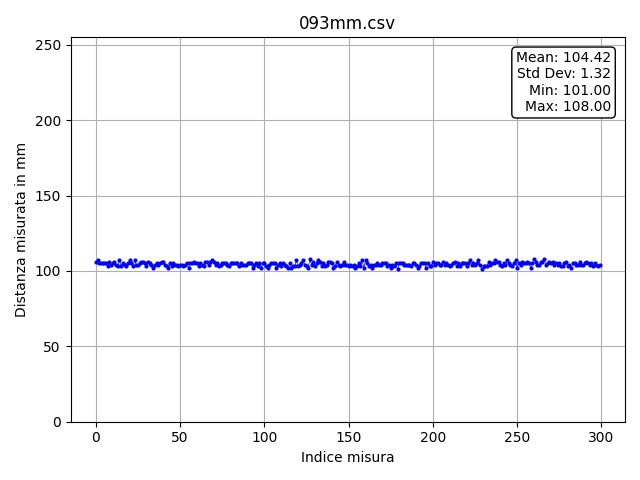 093mm.csv
Mean: 104.42
Std Dev: 1.32
Min: 101.00
Max: 108.00
Distanza misurata in mm
250
200
150
100
50
0
0 50 100 150 200 250 300
Indice misura